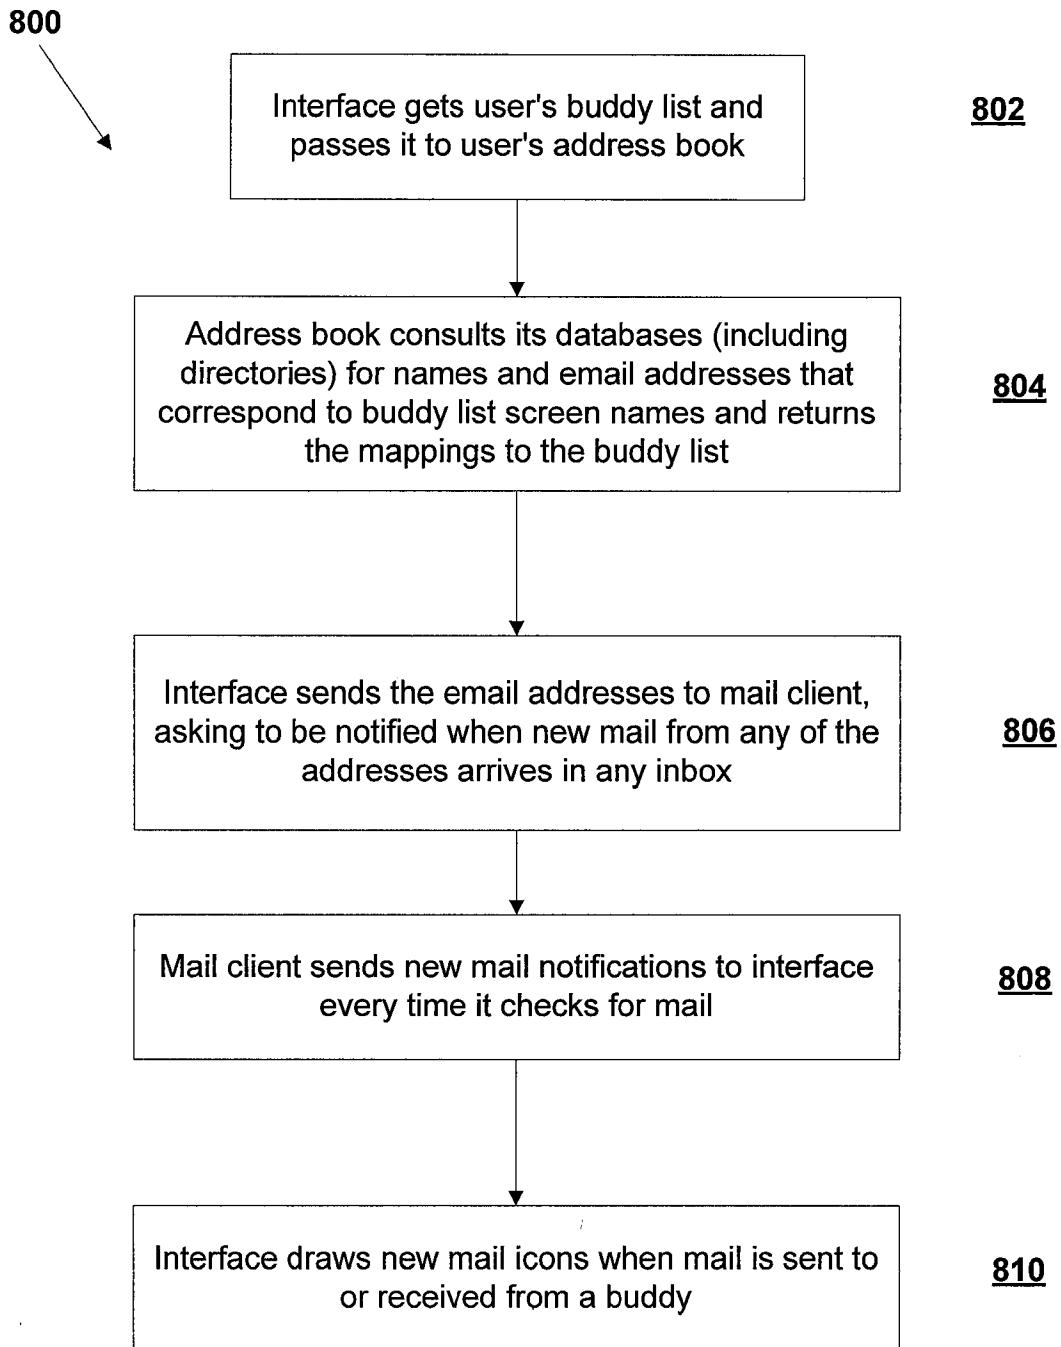 800
Interface gets user's buddy list and
passes it to user's address book
802
Address book consults its databases (including
directories) for names and email addresses that
correspond to buddy list screen names and returns
the mappings to the buddy list
804
Interface sends the email addresses to mail client,
asking to be notified when new mail from any of the
addresses arrives in any inbox
806
Mail client sends new mail notifications to interface
every time it checks for mail
808
Interface draws new mail icons when mail is sent to
or received from a buddy
810